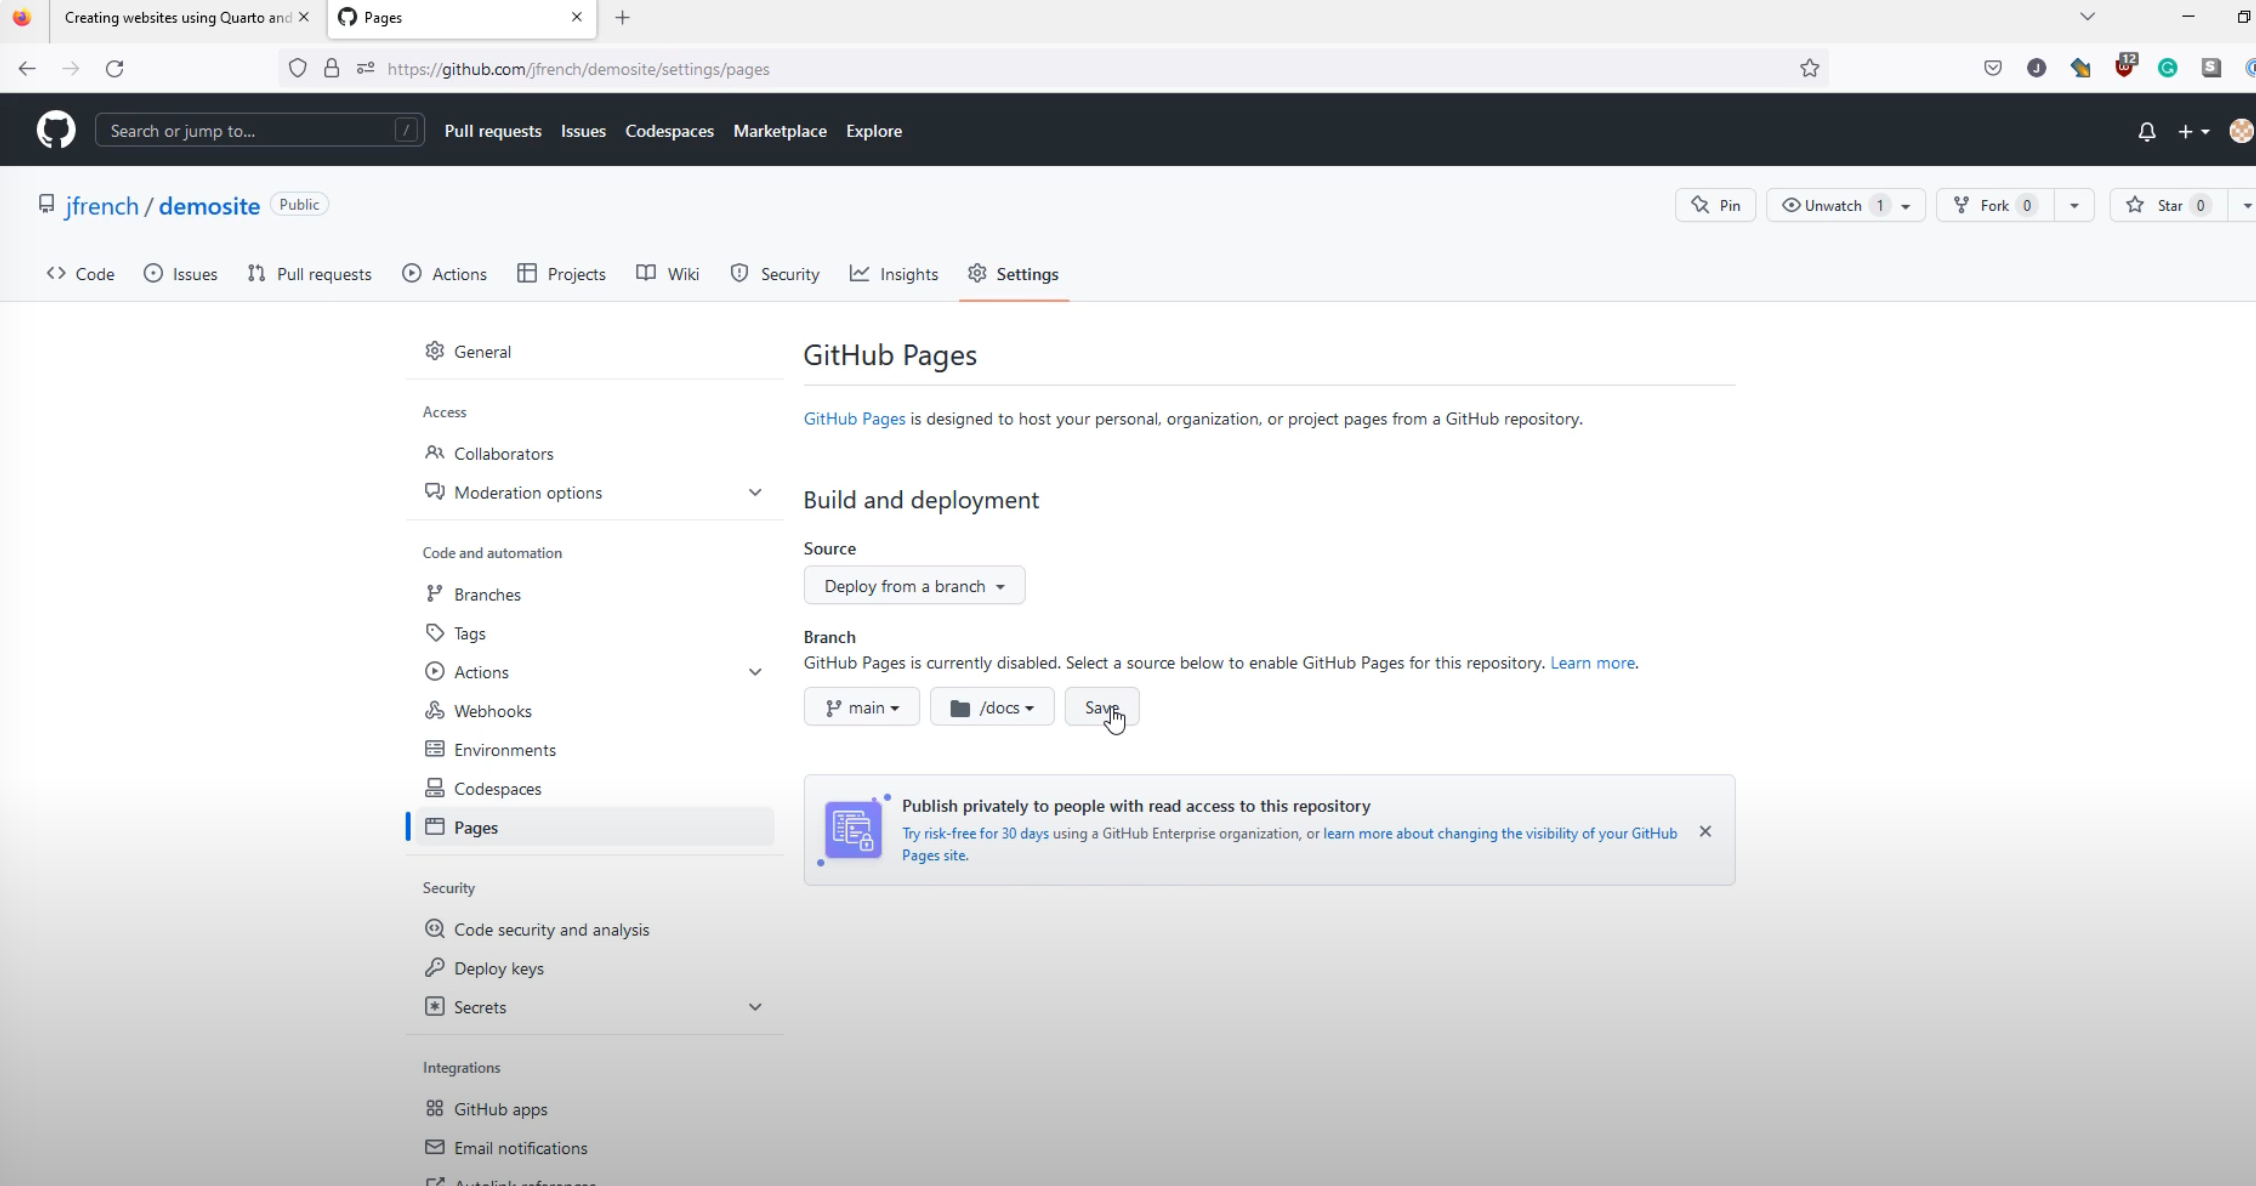 Creating websites using Quarto and
Pages
https://github.com/jfrench/demosite/settings/pages
12
J
S
Search or jump to...
/
Pull requests
Issues
Codespaces
Marketplace
Explore
jfrench / demosite
Public
Pin
Unwatch 1
Fork 0
Star 0
Code
Issues
Pull requests
Actions
Projects
Wiki
Security
Insights
Settings
General
Access
Collaborators
Moderation options
Code and automation
Branches
Tags
Actions
Webhooks
Environments
Codespaces
Pages
Security
Code security and analysis
Deploy keys
Secrets
Integrations
GitHub apps
Email notifications
Autolink references
GitHub Pages
GitHub Pages is designed to host your personal, organization, or project pages from a GitHub repository.
Build and deployment
Source
Deploy from a branch
Branch
GitHub Pages is currently disabled. Select a source below to enable GitHub Pages for this repository. Learn more.
main
/docs
Save
Publish privately to people with read access to this repository
Try risk-free for 30 days using a GitHub Enterprise organization, or learn more about changing the visibility of your GitHub
Pages site.